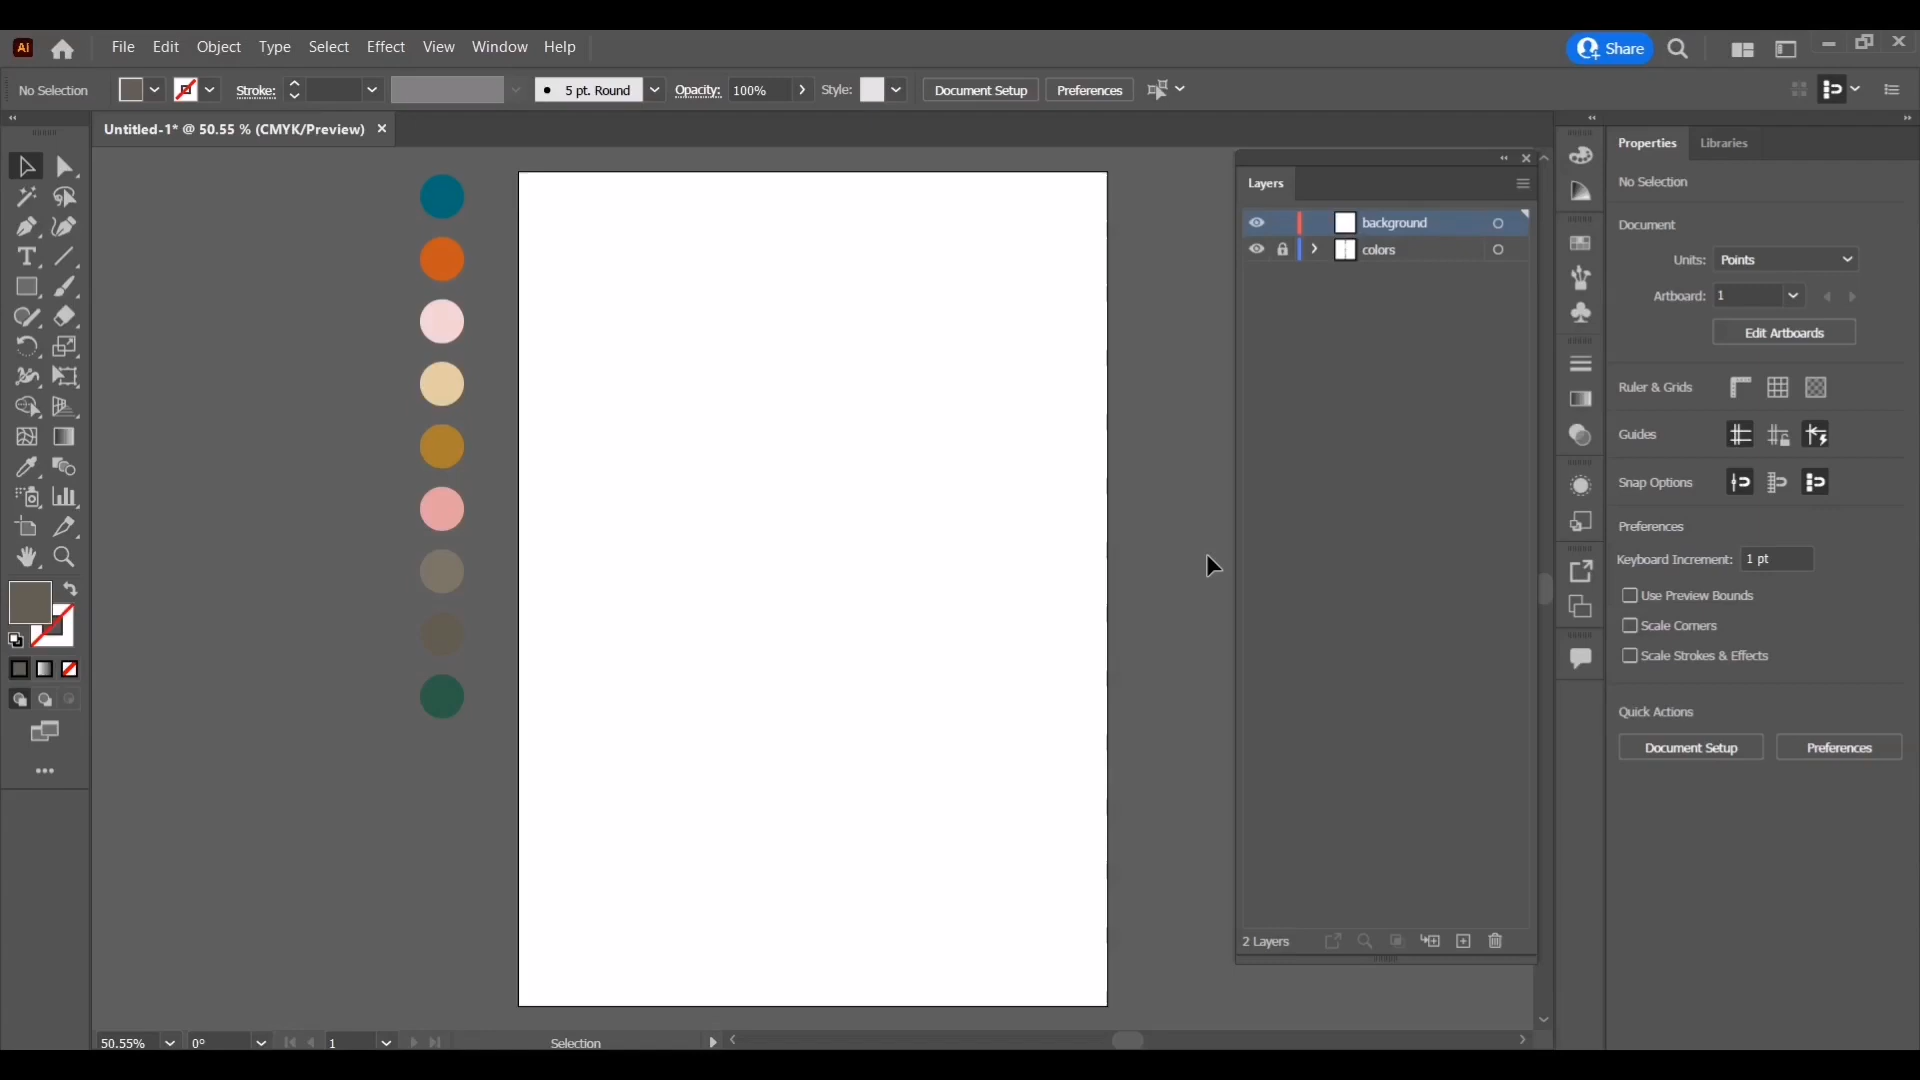 Ai File Edit Object Type Select Effect View Window Help Share
No Selection Stroke: 5 pt. Round Opacity: 100% Style: Document Setup Preferences
Untitled-1* @ 50.55 % (CMYK/Preview)
Layers
background
colors
2 Layers
Properties Libraries
No Selection
Document
Units: Points
Artboard: 1
Edit Artboards
Ruler & Grids
Guides
Snap Options
Preferences
Keyboard Increment: 1 pt
Use Preview Bounds
Scale Corners
Scale Strokes & Effects
Quick Actions
Document Setup Preferences
50.55% 0° 1 Selection